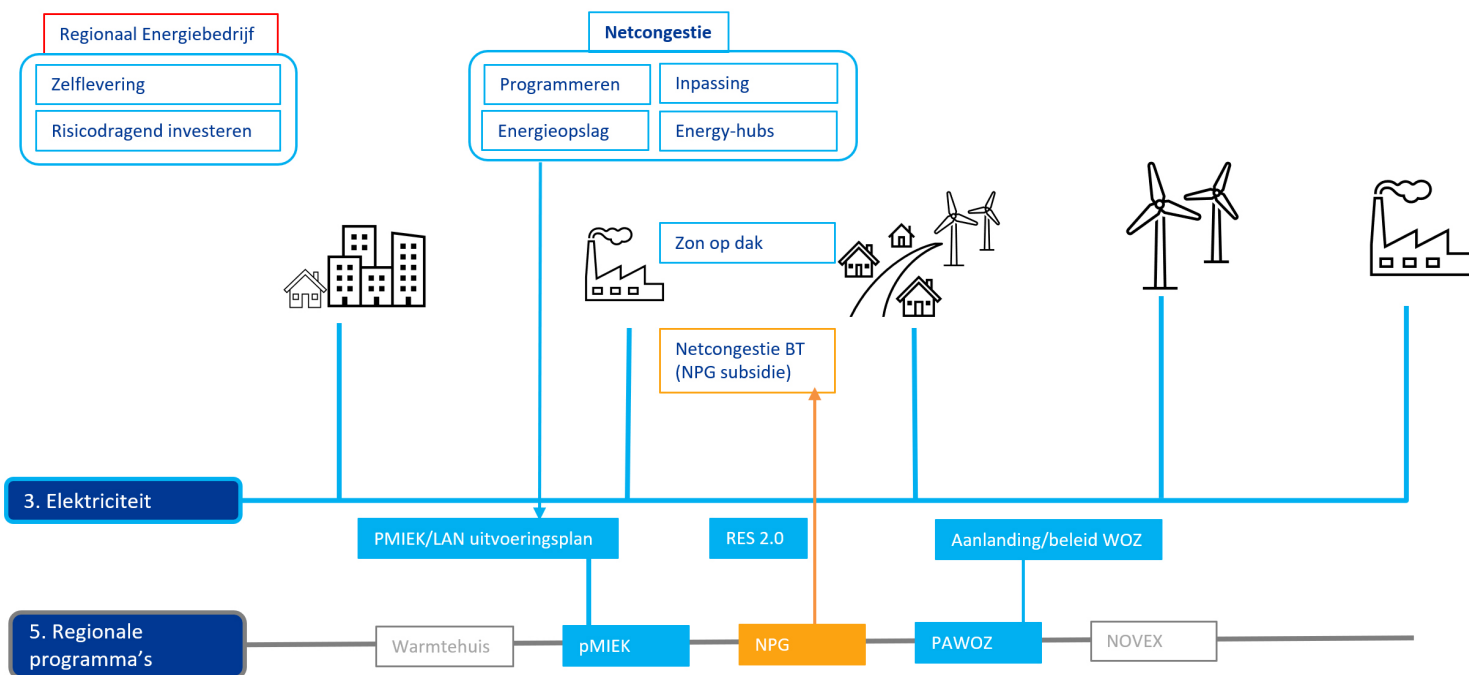 Regionaal Energiebedrijf
Zelflevering
Risicodragend investeren
Netcongestie
Programmeren
Inpassing
Energieopslag
Energy-hubs
Zon op dak
Netcongestie BT
(NPG subsidie)
3. Elektriciteit
PMIEK/LAN uitvoeringsplan
RES 2.0
Aanlanding/beleid WOZ
5. Regionale
programma's
Warmtehuis
pMIEK
NPG
PAWOZ
NOVEX